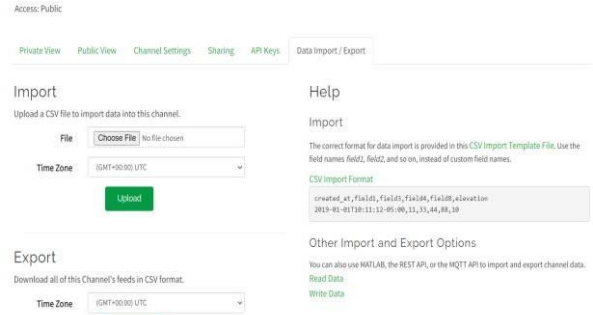 Access: Public
Private View Public View Channel Settings Sharing API Keys Data Import / Export
Import
Upload a CSV file to import data into this channel.
File Choose File No file chosen
Time Zone (GMT+00:00) UTC
Upload
Export
Download all of this Channel's feeds in CSV format.
Time Zone (GMT+00:00) UTC
Help
Import
The correct format for data import is provided in this CSV Import Template File. Use the
field names field1, field2, and so on, instead of custom field names.
CSV Import Format
created_at,field1,field3,field4,field8,elevation
2019-01-01T10:11:12-05:00,11,33,44,88,10
Other Import and Export Options
You can also use MATLAB, the REST API, or the MQTT API to import and export channel data.
Read Data
Write Data